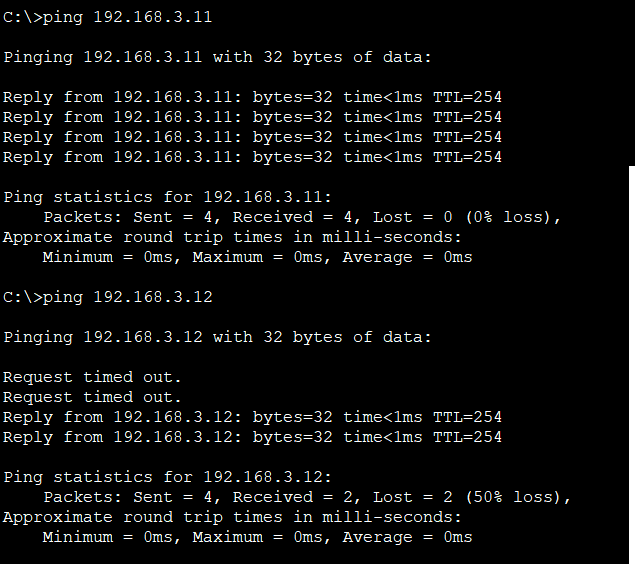 C:\>ping 192.168.3.11
Pinging 192.168.3.11 with 32 bytes of data:
Reply from 192.168.3.11: bytes=32 time<1ms TTL=254
Reply from 192.168.3.11: bytes=32 time<1ms TTL=254
Reply from 192.168.3.11: bytes=32 time<1ms TTL=254
Reply from 192.168.3.11: bytes=32 time<1ms TTL=254
Ping statistics for 192.168.3.11:
    Packets: Sent = 4, Received = 4, Lost = 0 (0% loss),
Approximate round trip times in milli-seconds:
    Minimum = 0ms, Maximum = 0ms, Average = 0ms
C:\>ping 192.168.3.12
Pinging 192.168.3.12 with 32 bytes of data:
Request timed out.
Request timed out.
Reply from 192.168.3.12: bytes=32 time<1ms TTL=254
Reply from 192.168.3.12: bytes=32 time<1ms TTL=254
Ping statistics for 192.168.3.12:
    Packets: Sent = 4, Received = 2, Lost = 2 (50% loss),
Approximate round trip times in milli-seconds:
    Minimum = 0ms, Maximum = 0ms, Average = 0ms